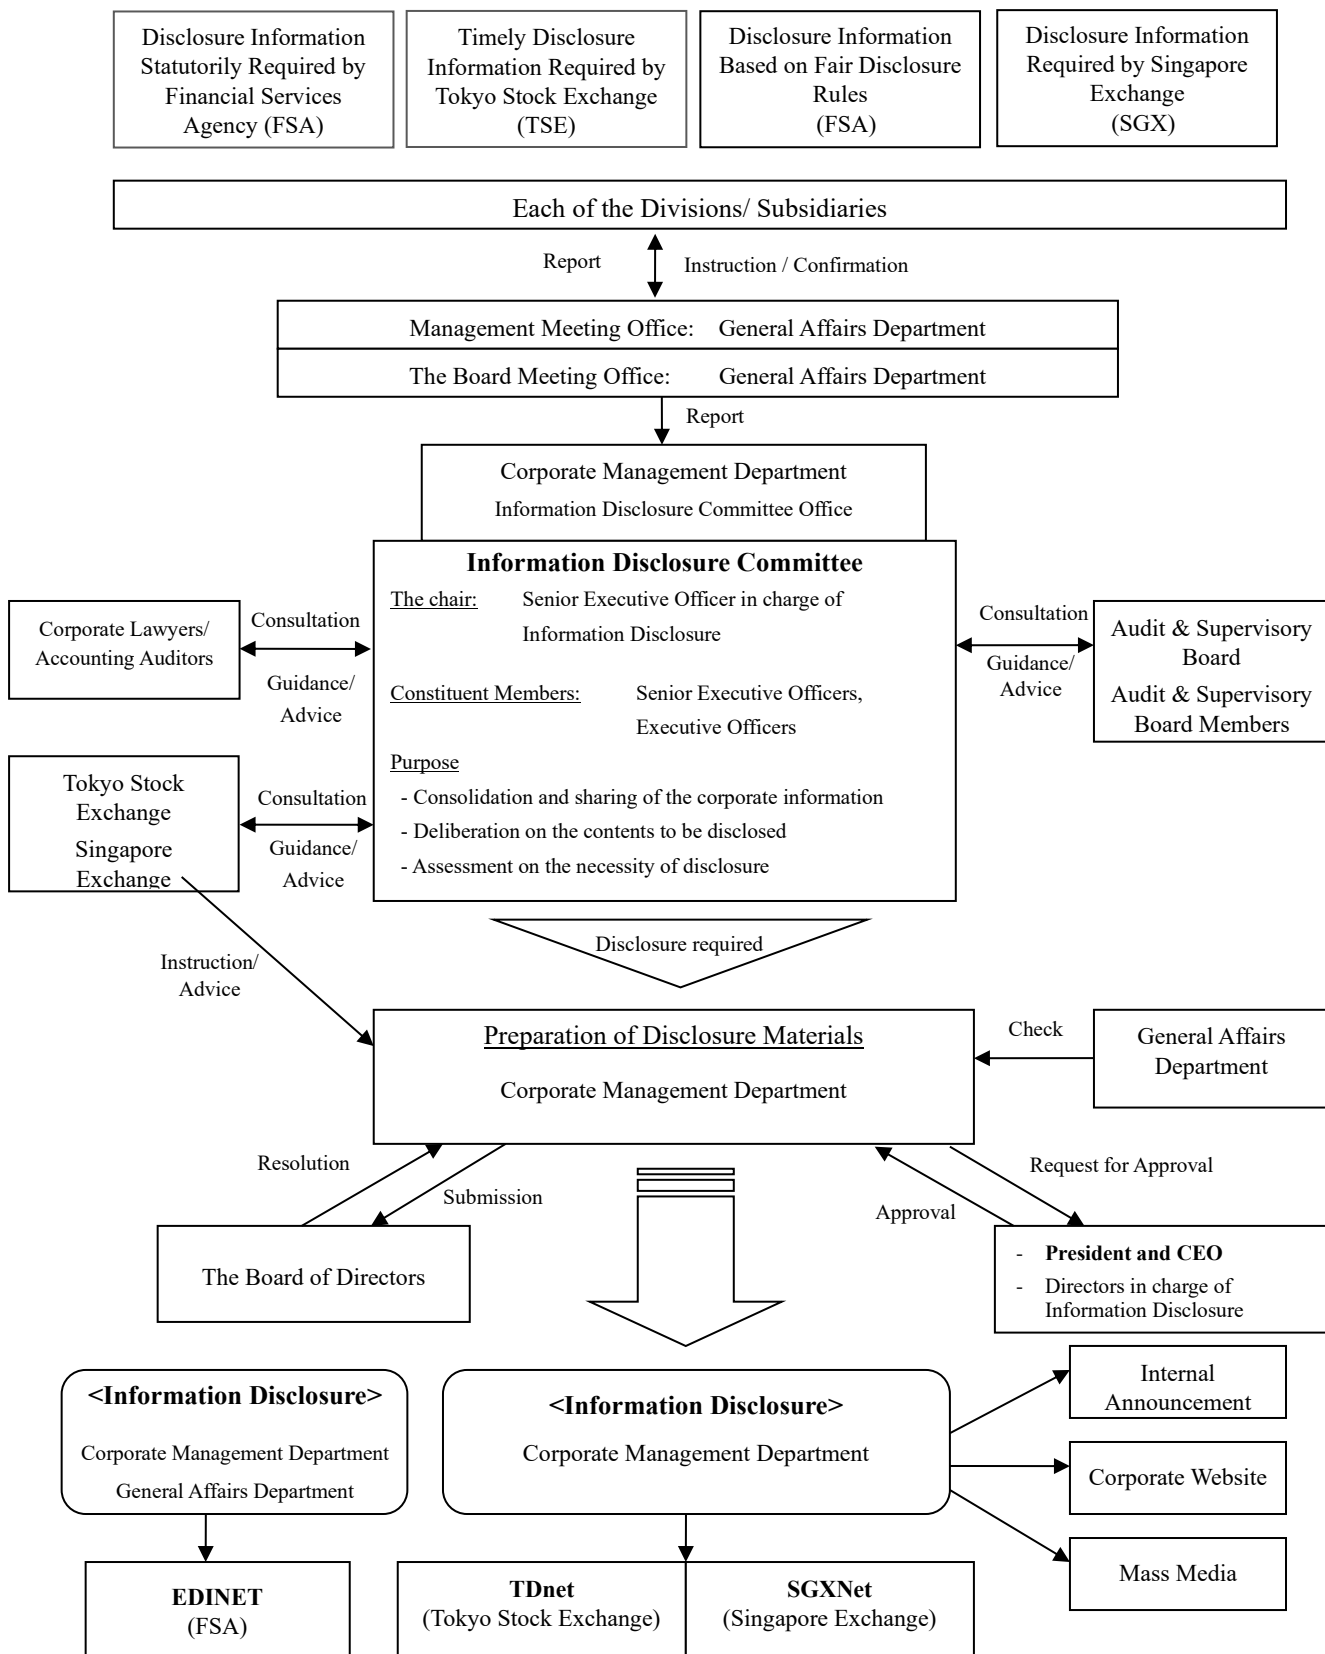 Disclosure Information
Statutorily Required by
Financial Services
Agency (FSA)
Timely Disclosure
Information Required by
Tokyo Stock Exchange
(TSE)
Disclosure Information
Based on Fair Disclosure
Rules
(FSA)
Disclosure Information
Required by Singapore
Exchange
(SGX)
Each of the Divisions/ Subsidiaries
Report
Instruction / Confirmation
Management Meeting Office: General Affairs Department
The Board Meeting Office: General Affairs Department
Report
Corporate Management Department
Information Disclosure Committee Office
Information Disclosure Committee
The chair: Senior Executive Officer in charge of
Information Disclosure
Constituent Members: Senior Executive Officers,
Executive Officers
Purpose
- Consolidation and sharing of the corporate information
- Deliberation on the contents to be disclosed
- Assessment on the necessity of disclosure
Corporate Lawyers/
Accounting Auditors
Consultation
Guidance/
Advice
Consultation
Guidance/
Advice
Audit & Supervisory
Board
Audit & Supervisory
Board Members
Tokyo Stock
Exchange
Singapore
Exchange
Consultation
Guidance/
Advice
Disclosure required
Instruction/
Advice
Preparation of Disclosure Materials
Corporate Management Department
Check
General Affairs
Department
Resolution
Submission
Approval
Request for Approval
The Board of Directors
- President and CEO
- Directors in charge of
Information Disclosure
<Information Disclosure>
Corporate Management Department
General Affairs Department
<Information Disclosure>
Corporate Management Department
Internal
Announcement
Corporate Website
Mass Media
EDINET
(FSA)
TDnet
(Tokyo Stock Exchange)
SGXNet
(Singapore Exchange)